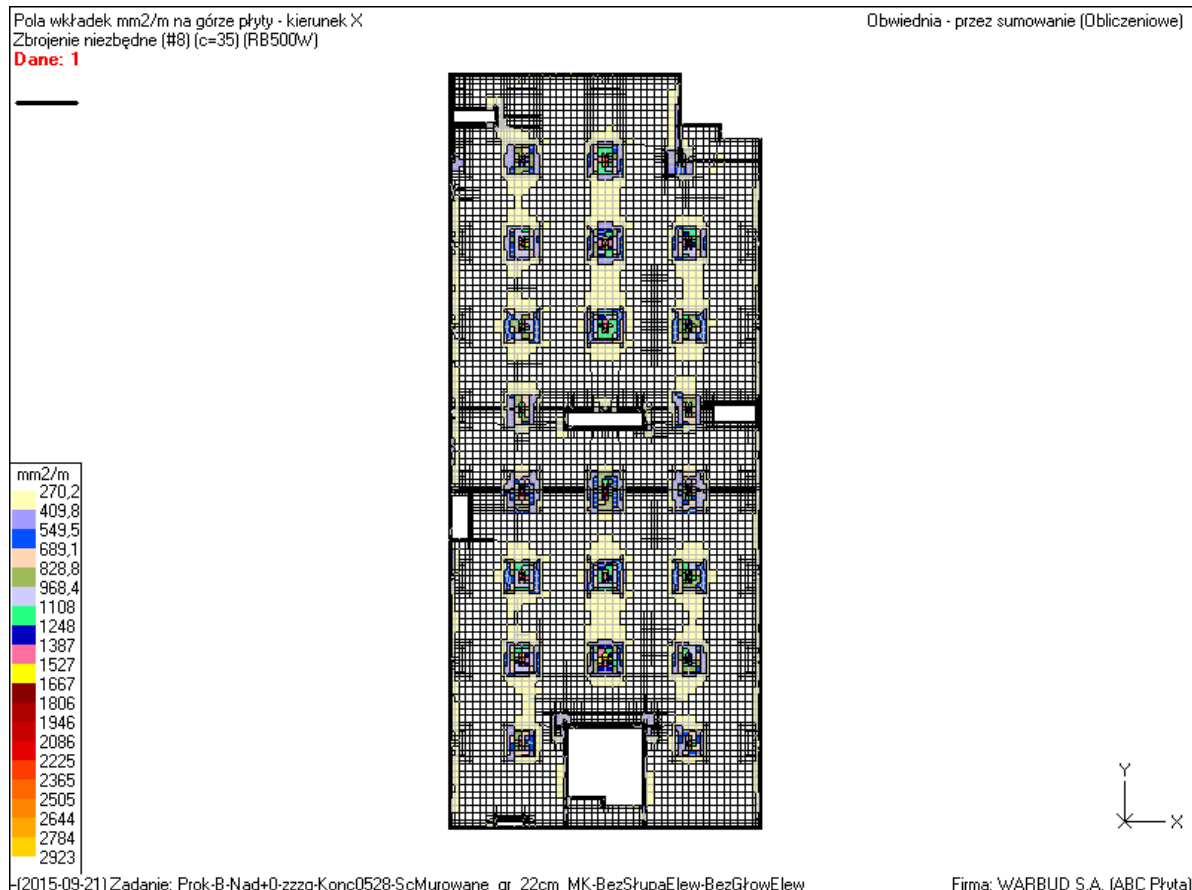 Pola wkładek mm2/m na górze płyty - kierunek X
Obwiednia - przez sumowanie (Obliczeniowe)
Zbrojenie niezbędne (#8) (c=35) (RB500W)
Dane: 1
mm2/m
270,2
409,8
549,5
689,1
828,8
968,4
1108
1248
1387
1527
1667
1806
1946
2086
2225
2365
2505
2644
2784
2923
Y
X
(2015-09-21) Zadanie: Prok-B-Nad+0-zzzg-Konc0528-ScMurowane_gr_22cm_MK-BezSłupaElew-BezGłowElew
Firma: WARBUD S.A. (ABC Płyta)